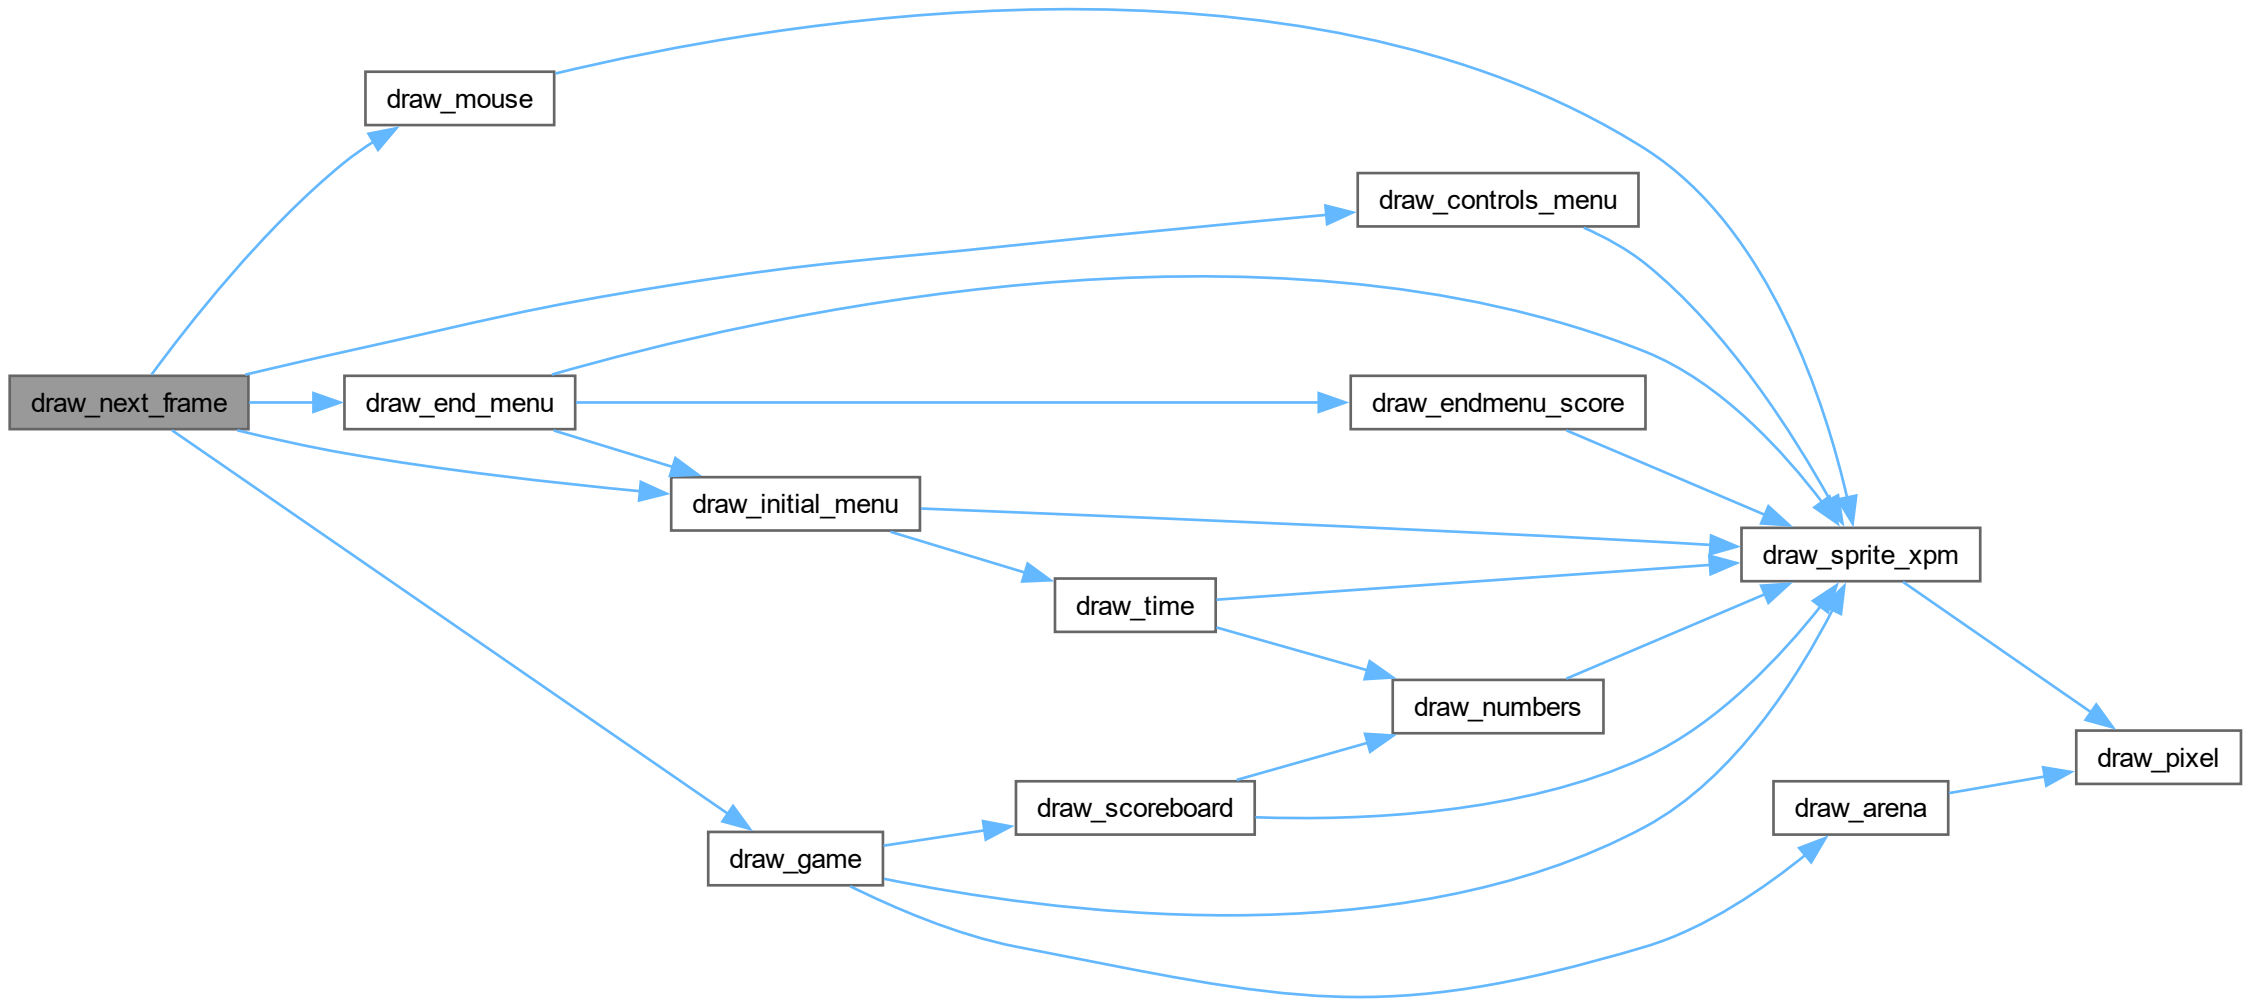 draw_mouse
draw_controls_menu
draw_next_frame
draw_end_menu
draw_endmenu_score
draw_initial_menu
draw_sprite_xpm
draw_time
draw_numbers
draw_pixel
draw_scoreboard
draw_arena
draw_game